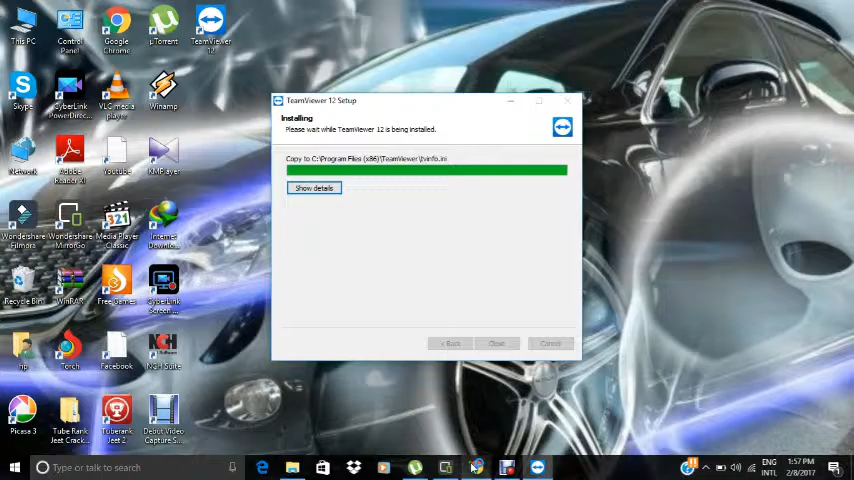 This PC
Control Panel
Google Chrome
µTorrent
TeamViewer 12
Skype
CyberLink PowerDirec...
VLC media player
Winamp
Network
Adobe Reader XI
Youtube
KMPlayer
Wondershare Filmora
Wondershare MirrorGo
Media Player Classic
Internet Downlo...
Recycle Bin
WinRAR
Free Games
CyberLink Screen ...
hp
Torch
Facebook
NCH Suite
Picasa 3
Tube Rank Jeet Crack...
Tuberank Jeet 2
Debut Video Capture S...
TeamViewer 12 Setup
Installing
Please wait while TeamViewer 12 is being installed.
Copy to C:\Program Files (x86)\TeamViewer\tvinfo.ini
Show details
< Back
Close
Cancel
Type or talk to search
ENG
INTL
1:57 PM
2/8/2017